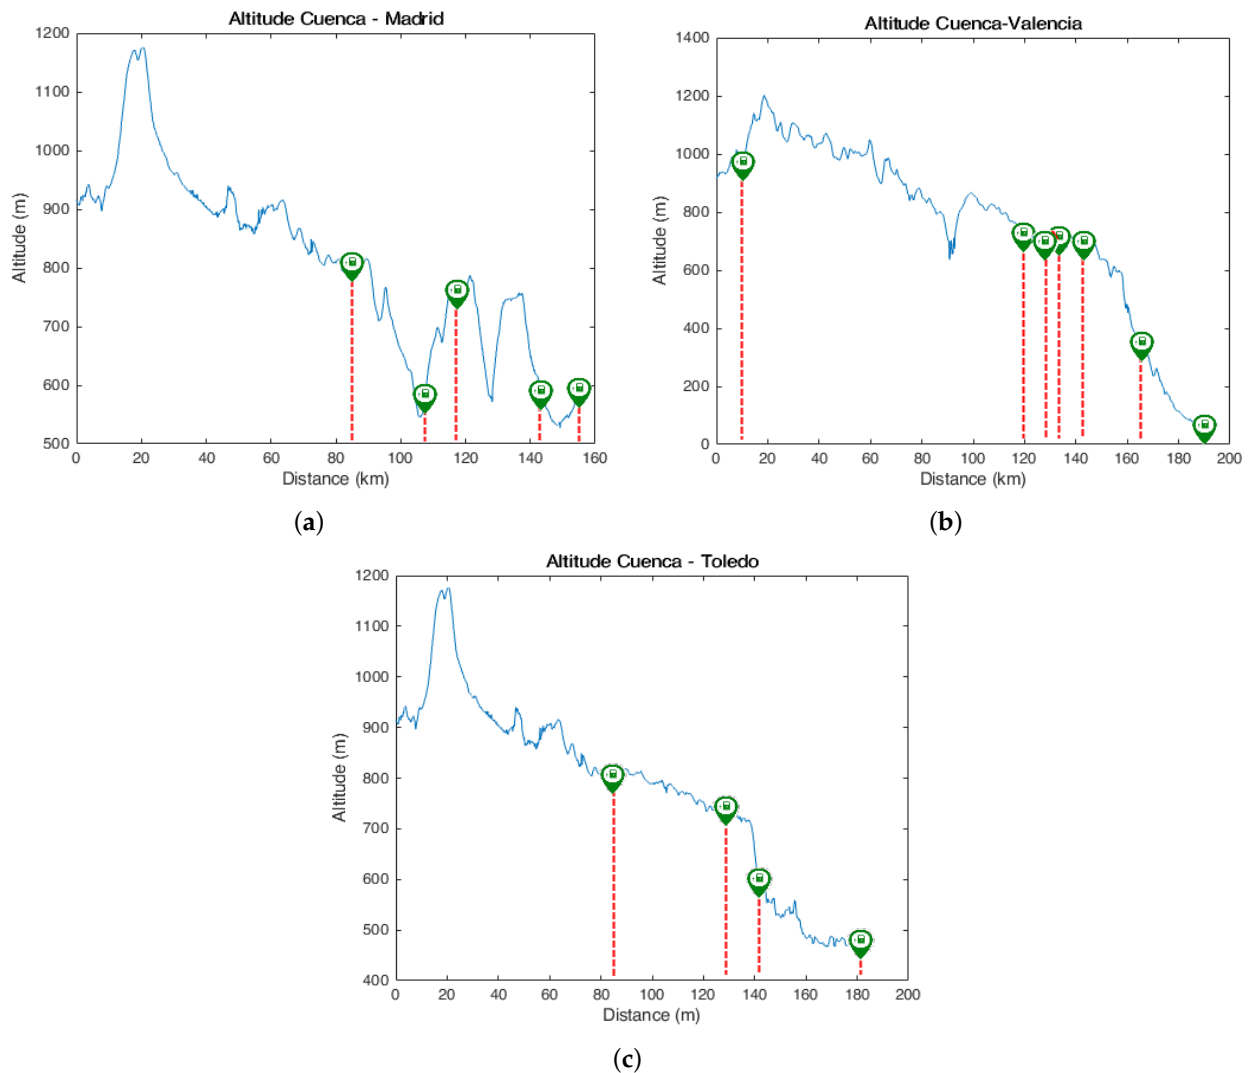 Altitude Cuenca - Madrid
1200
1100
1000
900
800
700
600
500
Altitude (m)
0 20 40 60 80 100 120 140 160
Distance (km)
(a)
Altitude Cuenca-Valencia
1400
1200
1000
800
600
400
200
0
Altitude (m)
0 20 40 60 80 100 120 140 160 180 200
Distance (km)
(b)
Altitude Cuenca - Toledo
1200
1100
1000
900
800
700
600
500
400
Altitude (m)
0 20 40 60 80 100 120 140 160 180 200
Distance (m)
(c)